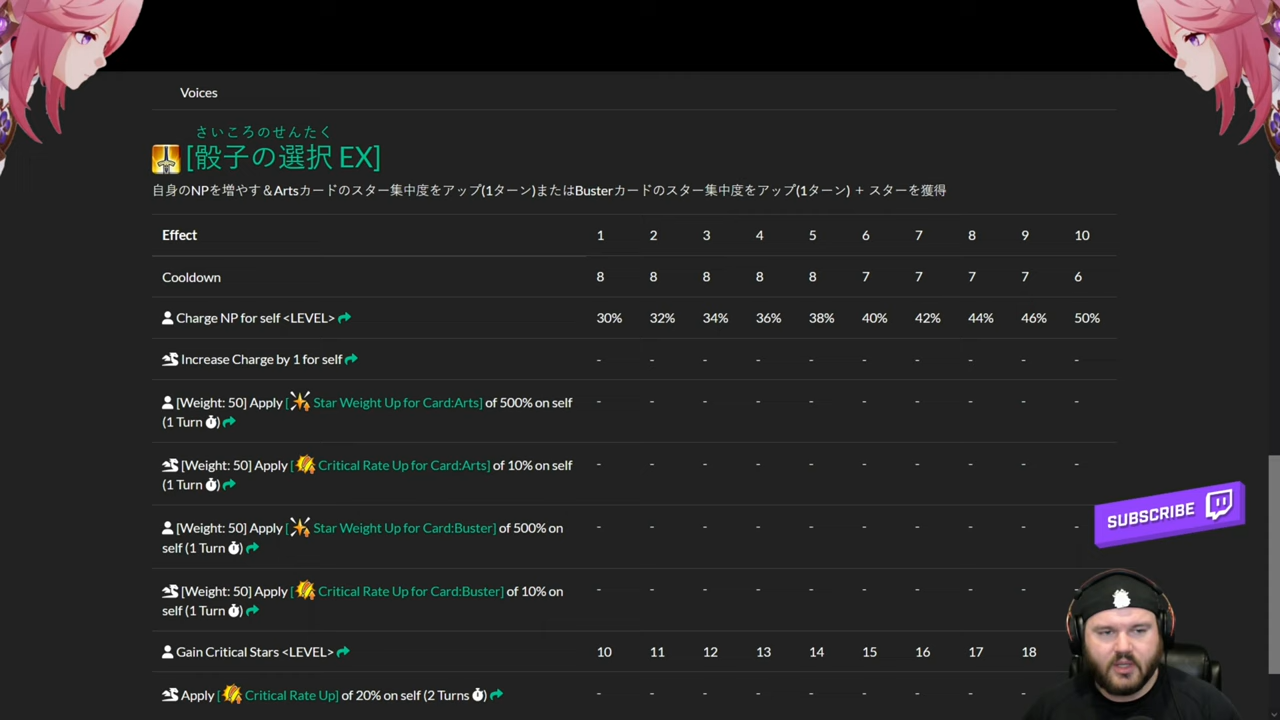 Voices
さいころのせんたく
[骰子の選択 EX]
自身のNPを増やす＆Artsカードのスター集中度をアップ(1ターン)またはBusterカードのスター集中度をアップ(1ターン) ＋ スターを獲得
Effect 1 2 3 4 5 6 7 8 9 10
Cooldown 8 8 8 8 8 7 7 7 7 6
Charge NP for self <LEVEL> 30% 32% 34% 36% 38% 40% 42% 44% 46% 50%
Increase Charge by 1 for self - - - - - - - - - -
[Weight: 50] Apply [Star Weight Up for Card:Arts] of 500% on self - - - - - - - - - -
(1 Turn)
[Weight: 50] Apply [Critical Rate Up for Card:Arts] of 10% on self - - - - - - - - - -
(1 Turn)
[Weight: 50] Apply [Star Weight Up for Card:Buster] of 500% on - - - - - - - - - -
self (1 Turn)
SUBSCRIBE
[Weight: 50] Apply [Critical Rate Up for Card:Buster] of 10% on - - - - - - - - -
self (1 Turn)
Gain Critical Stars <LEVEL> 10 11 12 13 14 15 16 17 18
Apply [Critical Rate Up] of 20% on self (2 Turns) - - - - - - - - -